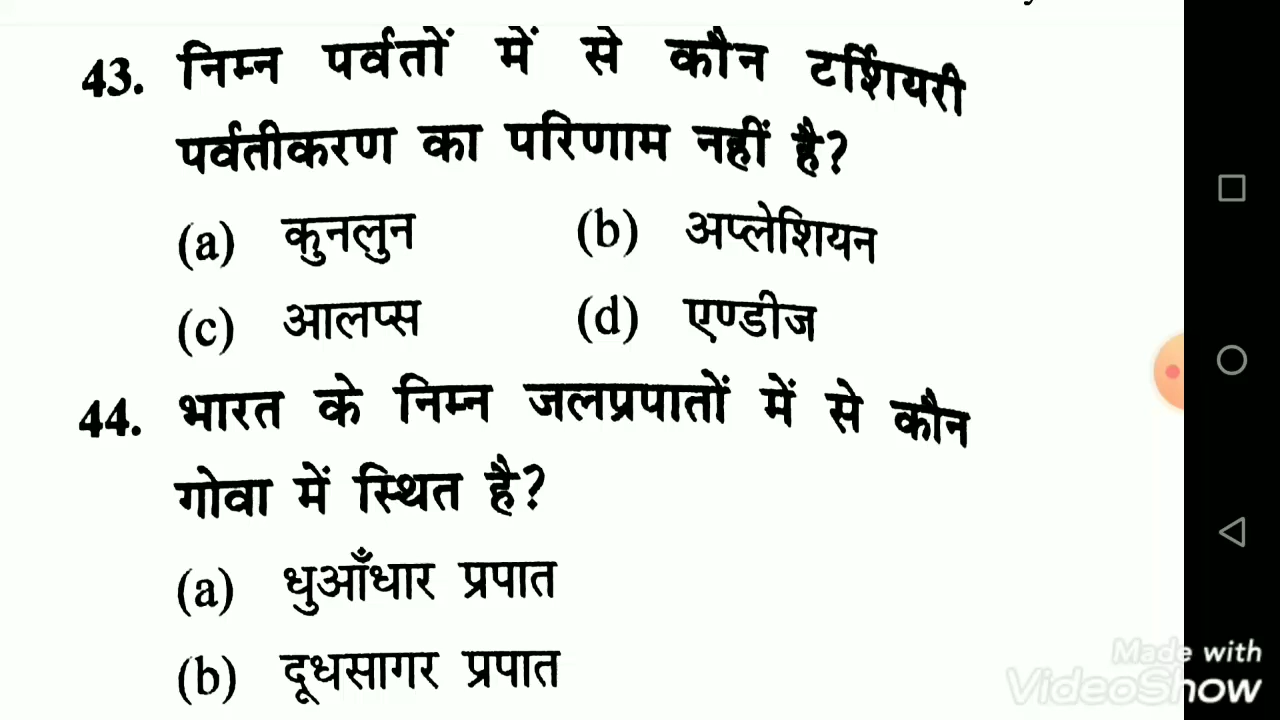 43. निम्न पर्वतों में से कौन टर्शियरी
पर्वतीकरण का परिणाम नहीं है?
(a) कुनलुन (b) अप्लेशियन
(c) आलप्स (d) एण्डीज
44. भारत के निम्न जलप्रपातों में से कौन
गोवा में स्थित है?
(a) धुआँधार प्रपात
(b) दूधसागर प्रपात
Made with
VideoShow